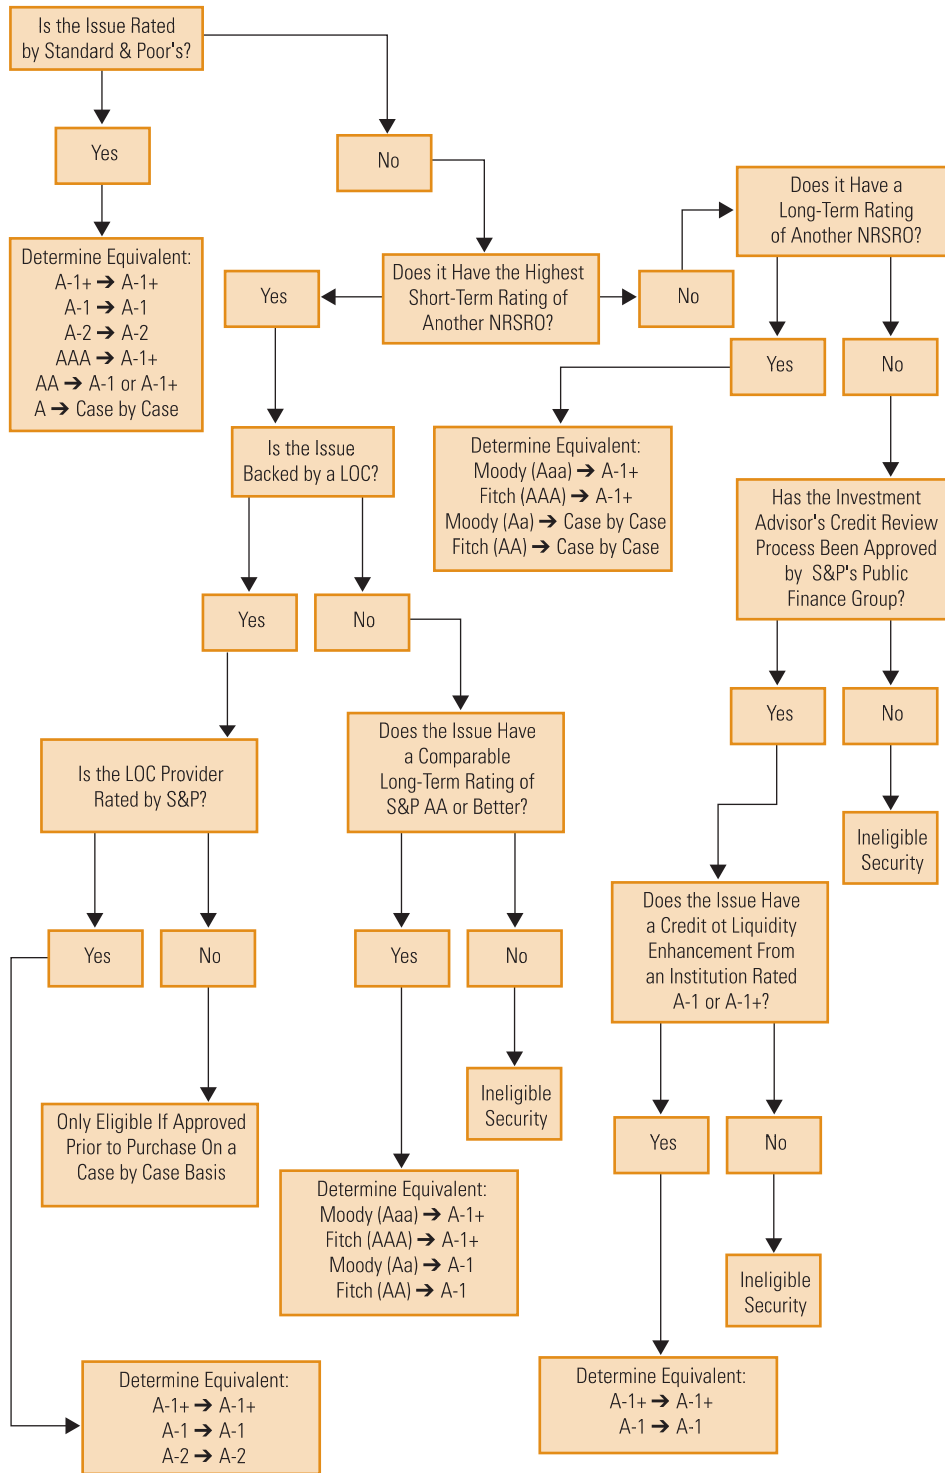 Is the Issue Rated
by Standard & Poor's?
Yes
No
Does it Have a
Long-Term Rating
of Another NRSRO?
Determine Equivalent:
A-1+ ➔ A-1+
A-1 ➔ A-1
A-2 ➔ A-2
AAA ➔ A-1+
AA ➔ A-1 or A-1+
A ➔ Case by Case
Yes
Does it Have the Highest
Short-Term Rating of
Another NRSRO?
No
Yes
No
Is the Issue
Backed by a LOC?
Determine Equivalent:
Moody (Aaa) ➔ A-1+
Fitch (AAA) ➔ A-1+
Moody (Aa) ➔ Case by Case
Fitch (AA) ➔ Case by Case
Has the Investment
Advisor's Credit Review
Process Been Approved
by S&P's Public
Finance Group?
Yes
No
Yes
No
Is the LOC Provider
Rated by S&P?
Does the Issue Have
a Comparable
Long-Term Rating of
S&P AA or Better?
Ineligible
Security
Does the Issue Have
a Credit ot Liquidity
Enhancement From
an Institution Rated
A-1 or A-1+?
Yes
No
Yes
No
Only Eligible If Approved
Prior to Purchase On a
Case by Case Basis
Ineligible
Security
Yes
No
Determine Equivalent:
Moody (Aaa) ➔ A-1+
Fitch (AAA) ➔ A-1+
Moody (Aa) ➔ A-1
Fitch (AA) ➔ A-1
Ineligible
Security
Determine Equivalent:
A-1+ ➔ A-1+
A-1 ➔ A-1
A-2 ➔ A-2
Determine Equivalent:
A-1+ ➔ A-1+
A-1 ➔ A-1